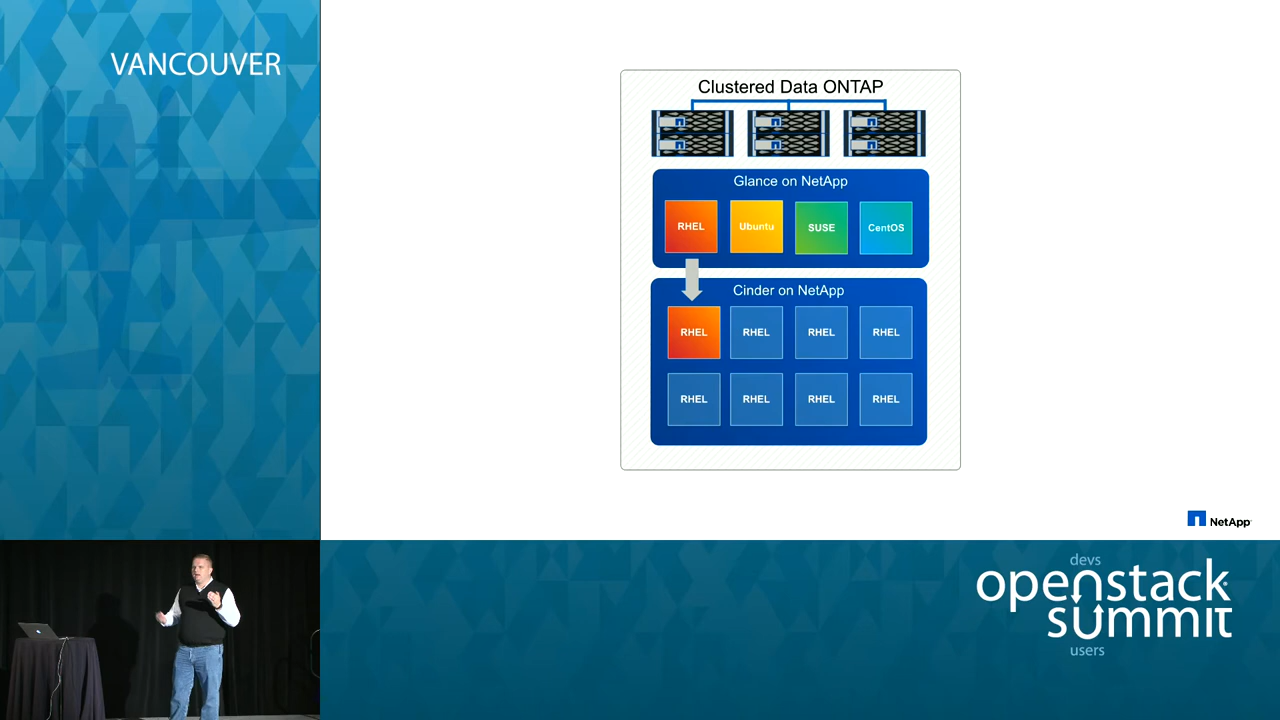 VANCOUVER
Clustered Data ONTAP
Glance on NetApp
RHEL
Ubuntu
SUSE
CentOS
Cinder on NetApp
RHEL
RHEL
RHEL
RHEL
RHEL
RHEL
RHEL
RHEL
NetApp
devs
openstack
summit
users